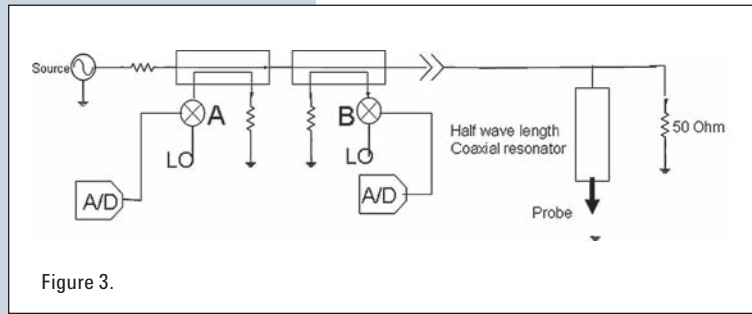 Source
A
B
LO
LO
A/D
A/D
Half wave length
Coaxial resonator
50 Ohm
Probe
Figure 3.